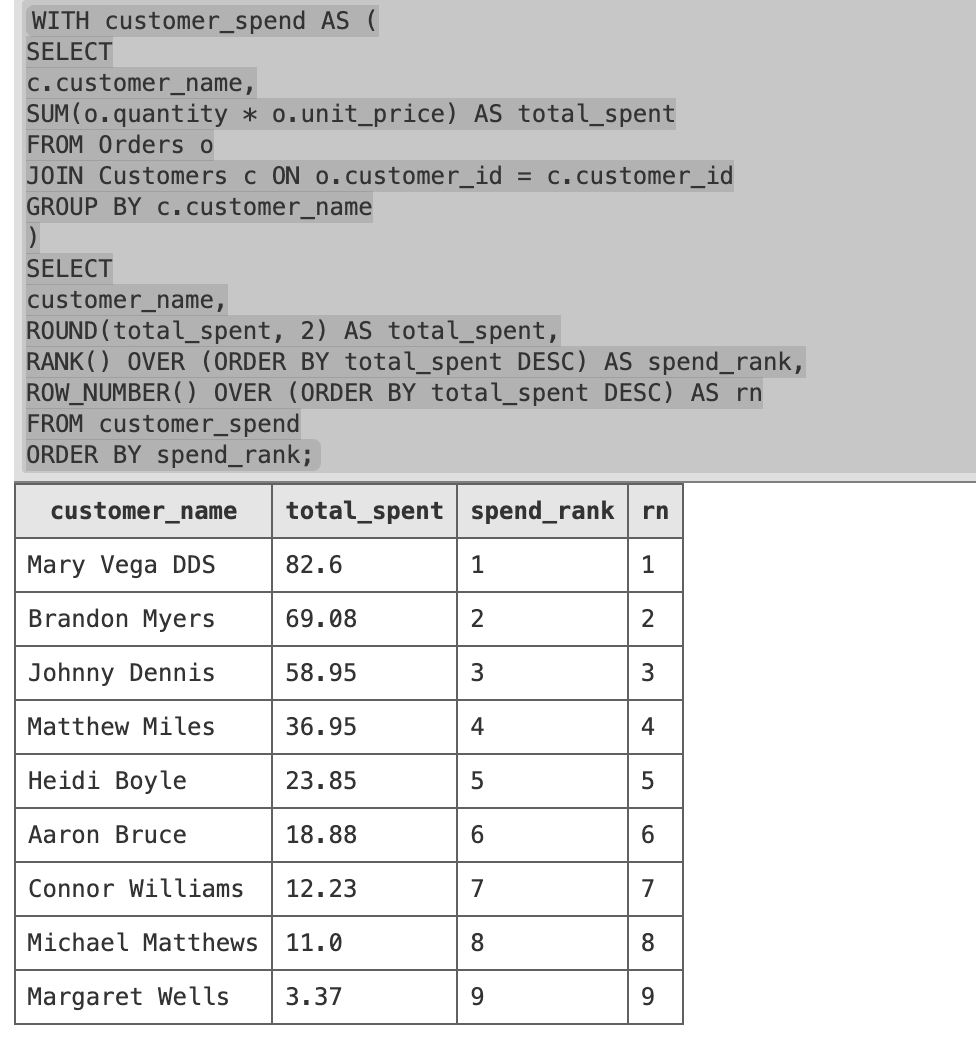 WITH customer_spend AS (
SELECT
c.customer_name,
SUM(o.quantity * o.unit_price) AS total_spent
FROM Orders o
JOIN Customers c ON o.customer_id = c.customer_id
GROUP BY c.customer_name
)
SELECT
customer_name,
ROUND(total_spent, 2) AS total_spent,
RANK() OVER (ORDER BY total_spent DESC) AS spend_rank,
ROW_NUMBER() OVER (ORDER BY total_spent DESC) AS rn
FROM customer_spend
ORDER BY spend_rank;
customer_name total_spent spend_rank rn
Mary Vega DDS 82.6 1 1
Brandon Myers 69.08 2 2
Johnny Dennis 58.95 3 3
Matthew Miles 36.95 4 4
Heidi Boyle 23.85 5 5
Aaron Bruce 18.88 6 6
Connor Williams 12.23 7 7
Michael Matthews 11.0 8 8
Margaret Wells 3.37 9 9